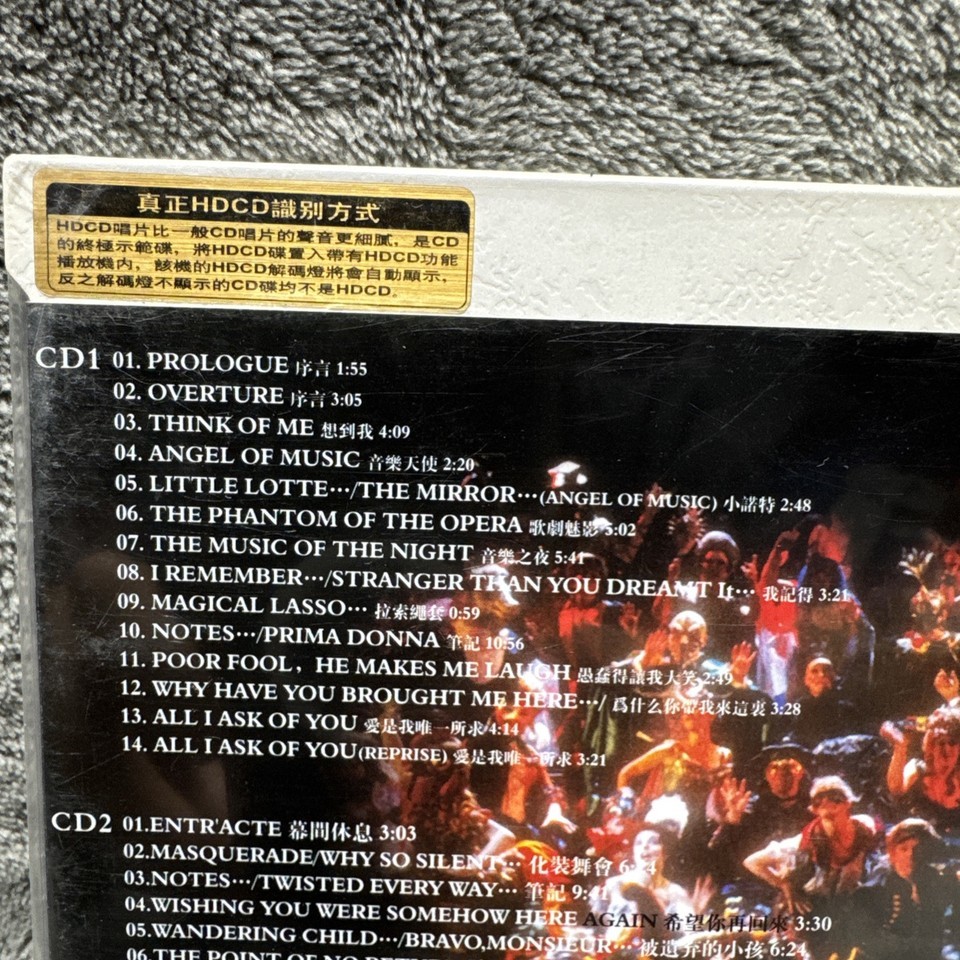 真正HDCD識别方式
HDCD唱片比一般CD唱片的聲音更細膩，是CD
的終極示範碟，將HDCD碟置入帶有HDCD功能
播放機内，該機的HDCD解碼燈將會自動顯示，
反之解碼燈不顯示的CD碟均不是HDCD。
CD1 01. PROLOGUE 序言 1:55
02. OVERTURE 序言 3:05
03. THINK OF ME 想到我 4:09
04. ANGEL OF MUSIC 音樂天使 2:20
05. LITTLE LOTTE…/THE MIRROR…(ANGEL OF MUSIC) 小諾特 2:48
06. THE PHANTOM OF THE OPERA 歌劇魅影 5:02
07. THE MUSIC OF THE NIGHT 音樂之夜 5:41
08. I REMEMBER…/STRANGER THAN YOU DREAMT It… 我記得 3:21
09. MAGICAL LASSO… 拉索繩套 0:59
10. NOTES…/PRIMA DONNA 筆記 10:56
11. POOR FOOL, HE MAKES ME LAUGH 愚蠢得讓我大笑 2:49
12. WHY HAVE YOU BROUGHT ME HERE…/ 爲什么你帶我來這裏 3:28
13. ALL I ASK OF YOU 愛是我唯一所求 4:14
14. ALL I ASK OF YOU(REPRISE) 愛是我唯一所求 3:21
CD2 01.ENTR'ACTE 幕間休息 3:03
02.MASQUERADE/WHY SO SILENT… 化裝舞會
03.NOTES…/TWISTED EVERY WAY… 筆記 9:41
04.WISHING YOU WERE SOMEHOW HERE AGAIN 希望你再回來 3:30
05.WANDERING CHILD…/BRAVO,MONSIEUR… 被遺弃的小孩 6:24
06.THE POINT OF NO